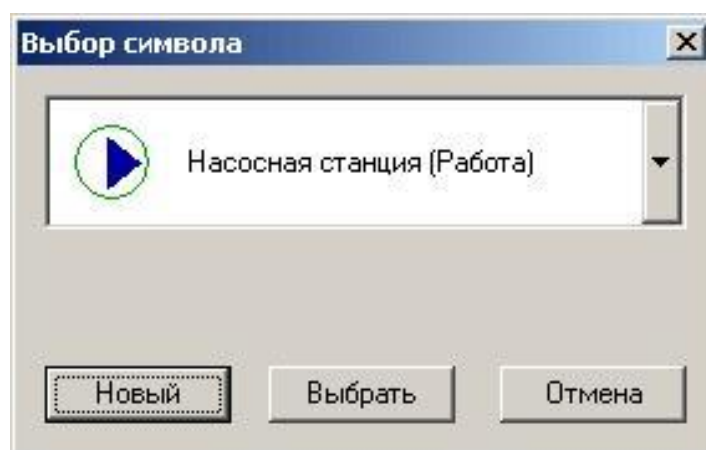 Выбор символа
Насосная станция (Работа)
Новый Выбрать Отмена